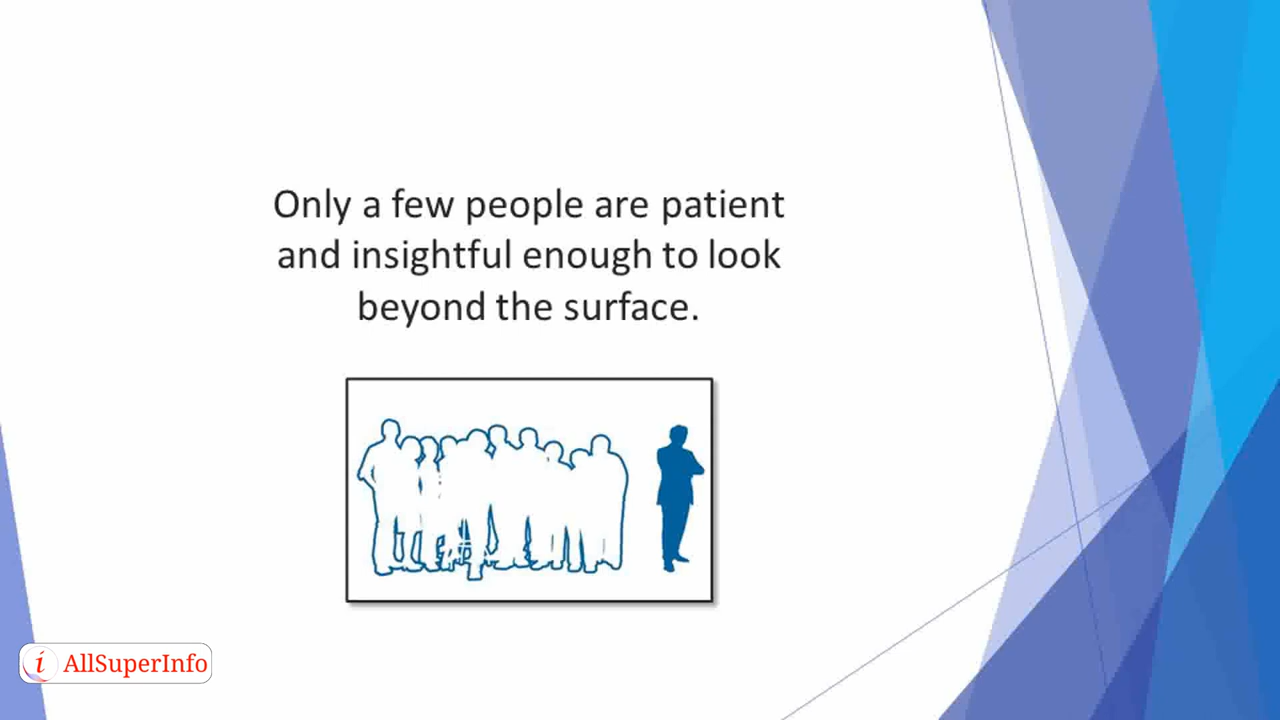 Only a few people are patient
and insightful enough to look
beyond the surface.
i AllSuperInfo